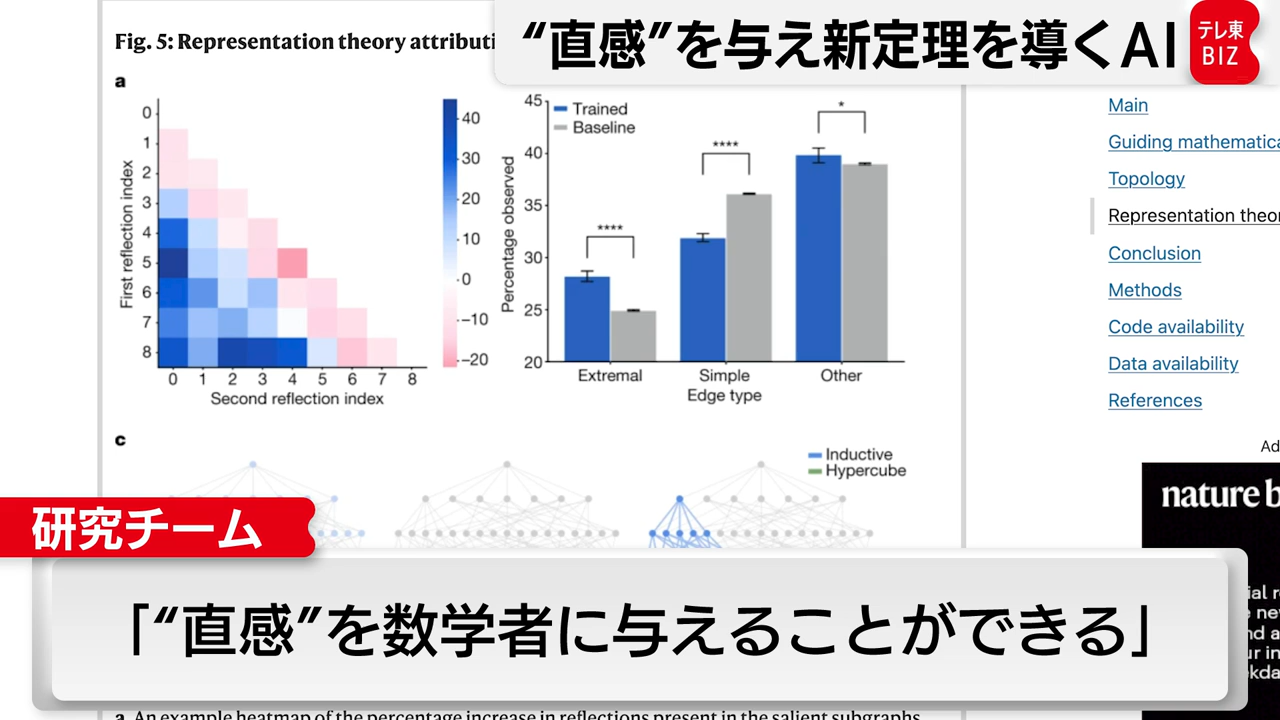 Fig. 5: Representation theory attributi
“直感”を与え新定理を導くAI
テレ東
BIZ
a
First reflection index
0
1
2
3
4
5
6
7
8
0 1 2 3 4 5 6 7 8
Second reflection index
40
30
20
10
0
−10
−20
Percentage observed
45
40
35
30
25
20
Trained
Baseline
****
****
*
Extremal Simple Other
Edge type
Main
Guiding mathematica
Topology
Representation theor
Conclusion
Methods
Code availability
Data availability
References
Ad
c
Inductive
Hypercube
nature b
研究チーム
「“直感”を数学者に与えることができる」
ial r
nd a
ur in
kda
a An example heatmap of the percentage increase in reflections present in the salient subgraphs